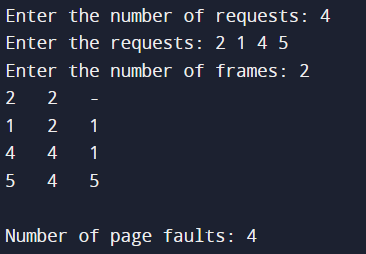 Enter the number of requests: 4
Enter the requests: 2 1 4 5
Enter the number of frames: 2
2   2   -
1   2   1
4   4   1
5   4   5

Number of page faults: 4